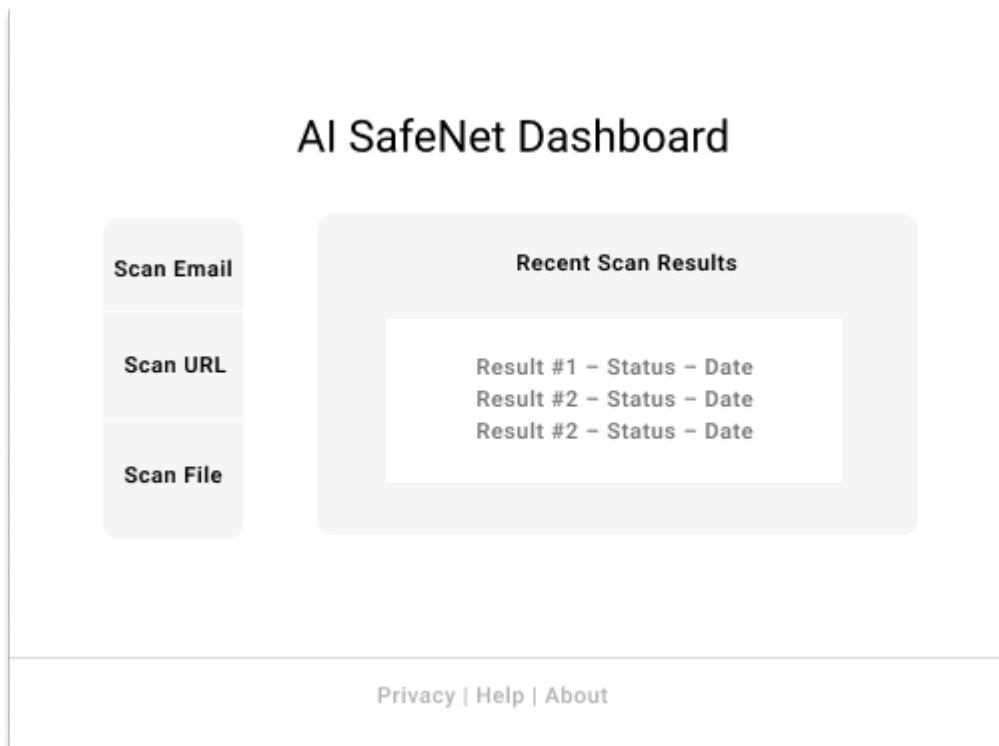 AI SafeNet Dashboard
Scan Email
Scan URL
Scan File
Recent Scan Results
Result #1 – Status – Date
Result #2 – Status – Date
Result #2 – Status – Date
Privacy | Help | About